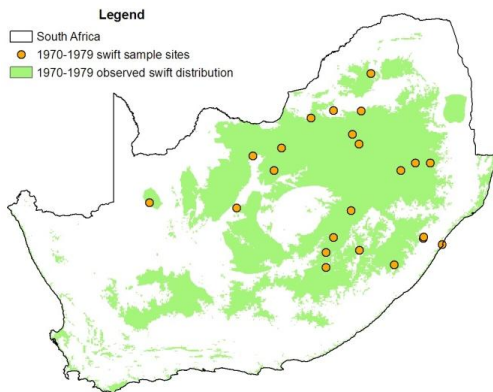 Legend
South Africa
1970-1979 swift sample sites
1970-1979 observed swift distribution